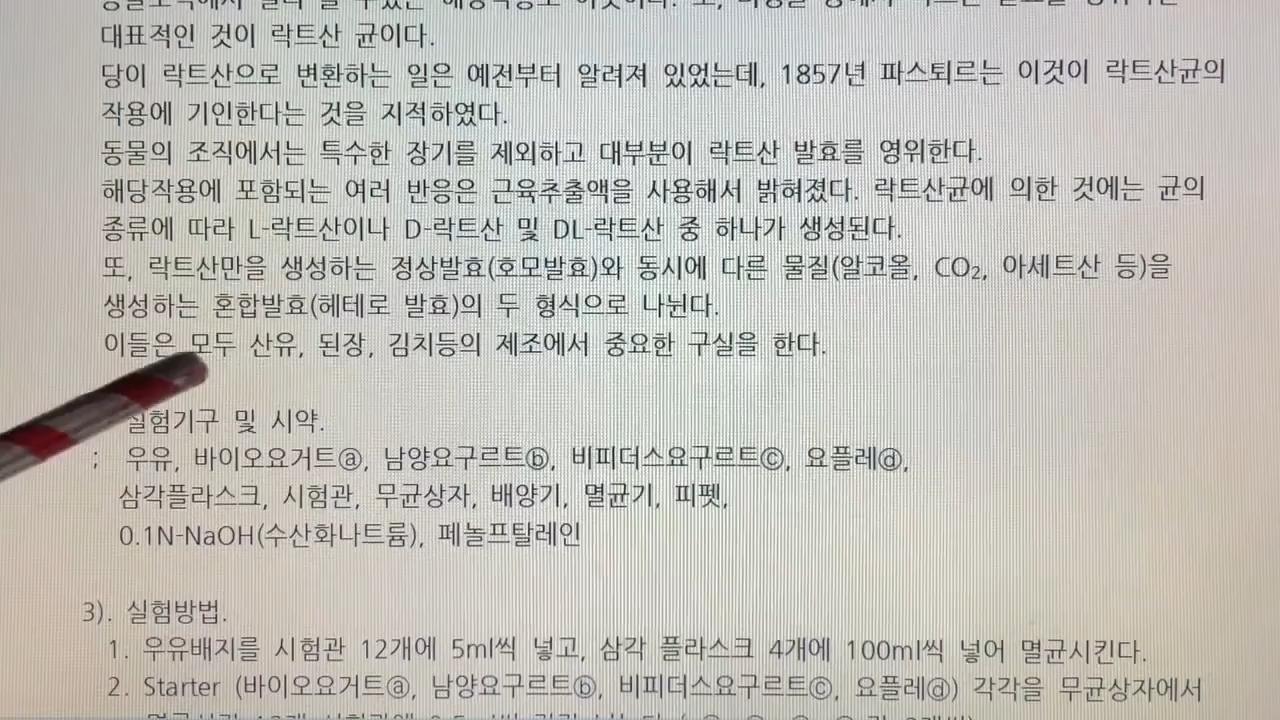 대표적인 것이 락트산 균이다.
당이 락트산으로 변환하는 일은 예전부터 알려져 있었는데, 1857년 파스퇴르는 이것이 락트산균의
작용에 기인한다는 것을 지적하였다.
동물의 조직에서는 특수한 장기를 제외하고 대부분이 락트산 발효를 영위한다.
해당작용에 포함되는 여러 반응은 근육추출액을 사용해서 밝혀졌다. 락트산균에 의한 것에는 균의
종류에 따라 L-락트산이나 D-락트산 및 DL-락트산 중 하나가 생성된다.
또, 락트산만을 생성하는 정상발효(호모발효)와 동시에 다른 물질(알코올, CO₂, 아세트산 등)을
생성하는 혼합발효(헤테로 발효)의 두 형식으로 나뉜다.
이들은 모두 산유, 된장, 김치등의 제조에서 중요한 구실을 한다.
실험기구 및 시약.
; 우유, 바이오요거트ⓐ, 남양요구르트ⓑ, 비피더스요구르트ⓒ, 요플레ⓓ,
삼각플라스크, 시험관, 무균상자, 배양기, 멸균기, 피펫,
0.1N-NaOH(수산화나트륨), 페놀프탈레인
3). 실험방법.
1. 우유배지를 시험관 12개에 5ml씩 넣고, 삼각 플라스크 4개에 100ml씩 넣어 멸균시킨다.
2. Starter (바이오요거트ⓐ, 남양요구르트ⓑ, 비피더스요구르트ⓒ, 요플레ⓓ) 각각을 무균상자에서